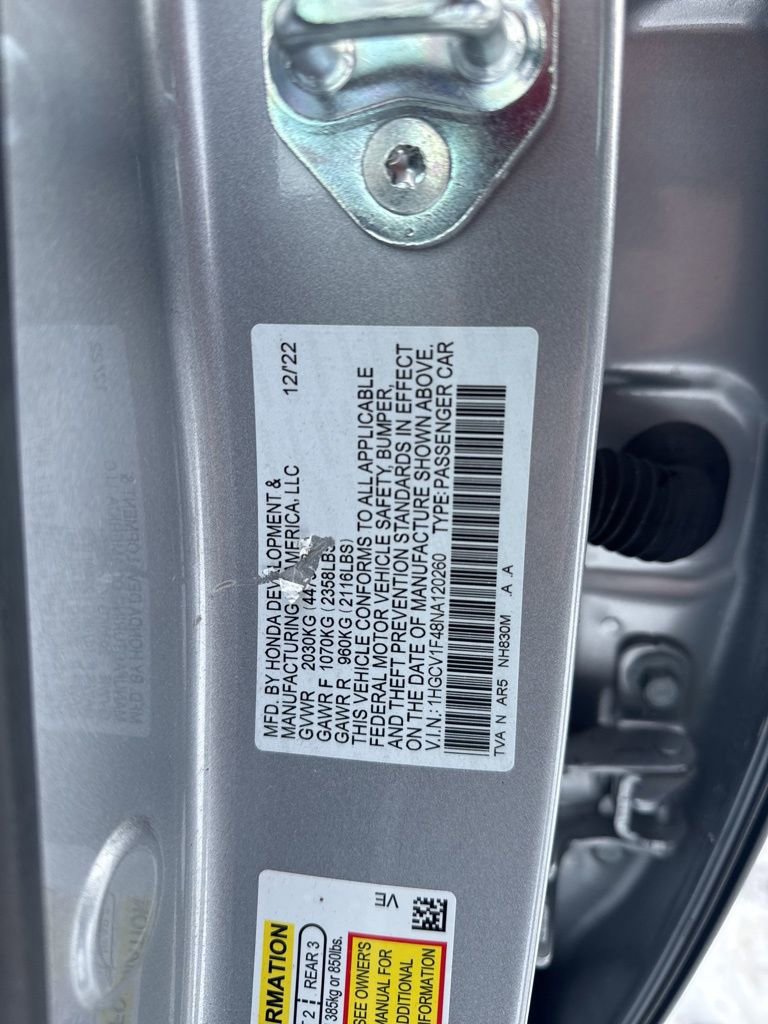 MFD. BY HONDA DEVELOPMENT &
MANUFACTURING AMERICA, LLC 12/'22
GVWR 2030KG
GAWR F 1070KG (2358LBS
GAWR R 960KG (2116LBS)
THIS VEHICLE CONFORMS TO ALL APPLICABLE
FEDERAL MOTOR VEHICLE SAFETY, BUMPER,
AND THEFT PREVENTION STANDARDS IN EFFECT
ON THE DATE OF MANUFACTURE SHOWN ABOVE.
V.I.N.: 1HGCV1F48NA120260 TYPE: PASSENGER CAR
TVA N AR5 NH830M .A .A
RMATION
T 2 REAR 3
385kg or 850lbs.
SEE OWNER'S
MANUAL FOR
ADDITIONAL
INFORMATION
VE